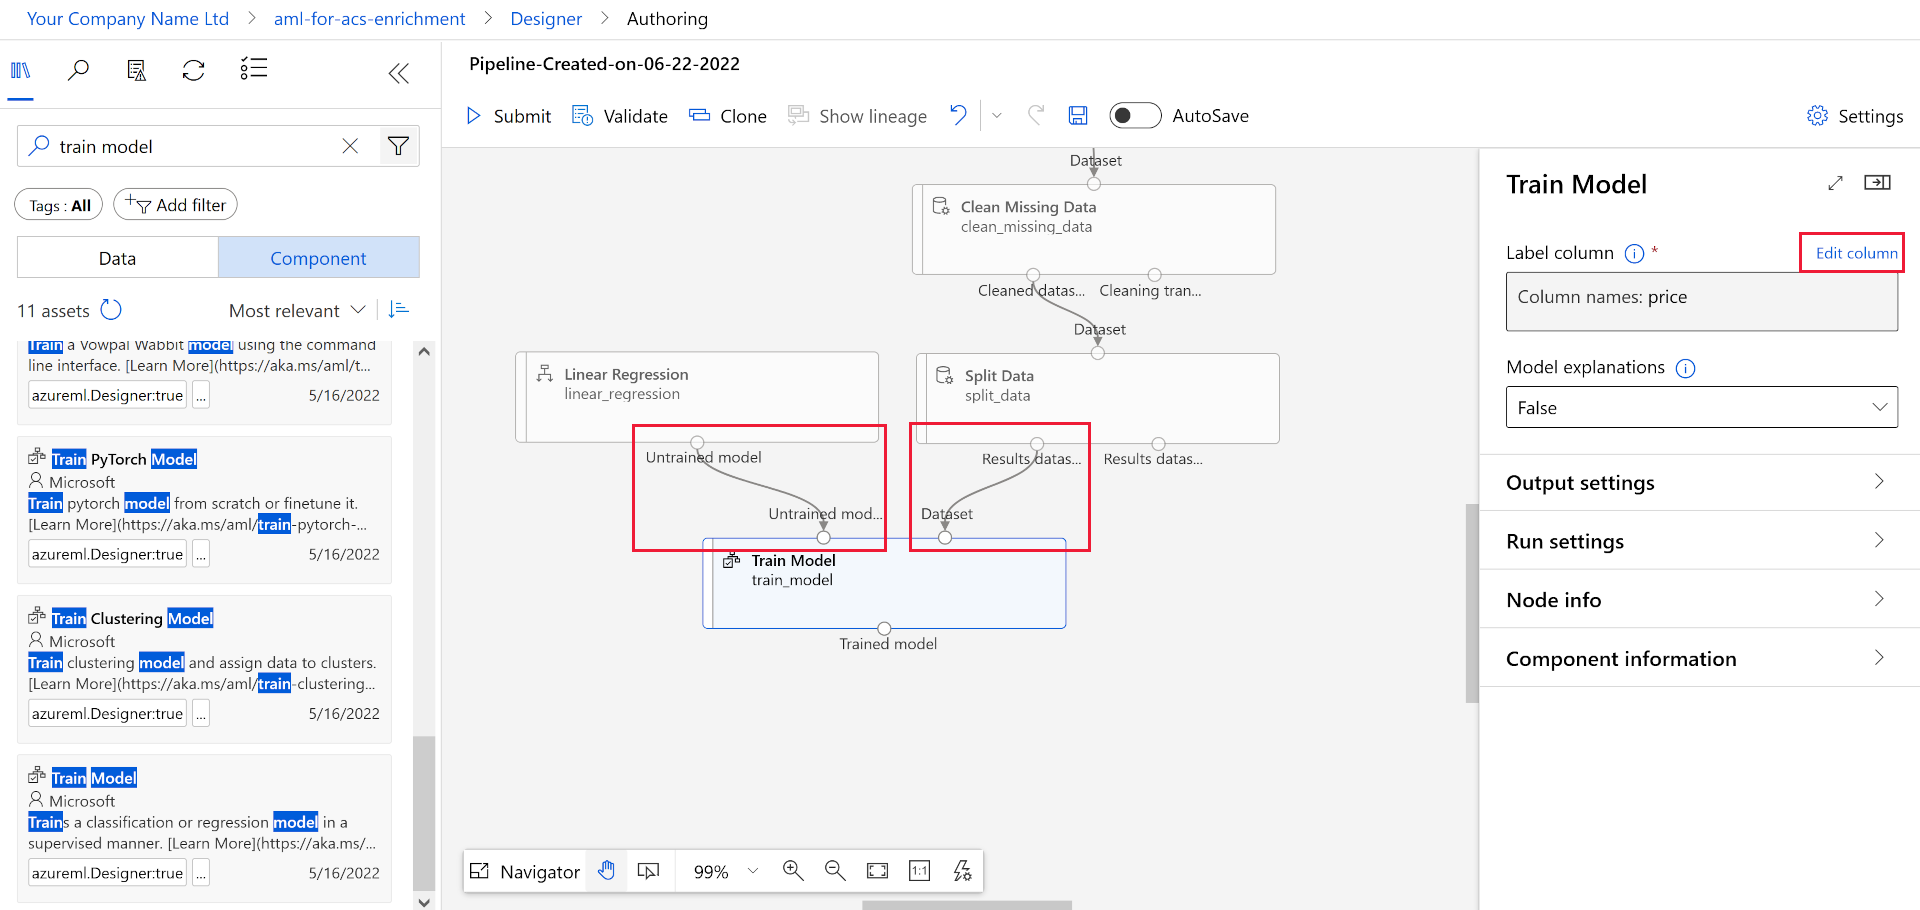 Your Company Name Ltd > aml-for-acs-enrichment > Designer > Authoring
train model
Tags : All
Add filter
Data
Component
11 assets
Most relevant
Train a Vowpal Wabbit model using the command
line interface. [Learn More](https://aka.ms/aml/t...
azureml.Designer:true
...
5/16/2022
Train PyTorch Model
Microsoft
Train pytorch model from scratch or finetune it.
[Learn More](https://aka.ms/aml/train-pytorch-...
azureml.Designer:true
...
5/16/2022
Train Clustering Model
Microsoft
Train clustering model and assign data to clusters.
[Learn More](https://aka.ms/aml/train-clustering...
azureml.Designer:true
...
5/16/2022
Train Model
Microsoft
Trains a classification or regression model in a
supervised manner. [Learn More](https://aka.ms/...
azureml.Designer:true
...
5/16/2022
Pipeline-Created-on-06-22-2022
Submit
Validate
Clone
Show lineage
AutoSave
Settings
Dataset
Clean Missing Data
clean_missing_data
Cleaned datas...
Cleaning tran...
Dataset
Linear Regression
linear_regression
Split Data
split_data
Untrained model
Results datas...
Results datas...
Untrained mod...
Dataset
Train Model
train_model
Trained model
Navigator
99%
1:1
Train Model
Label column
*
Edit column
Column names: price
Model explanations
False
Output settings
Run settings
Node info
Component information